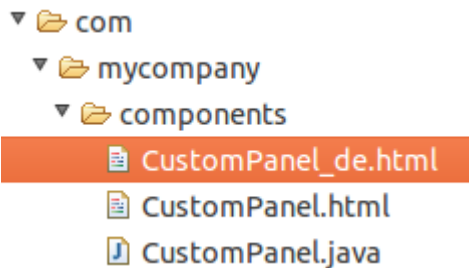 com
mycompany
components
CustomPanel_de.html
CustomPanel.html
CustomPanel.java